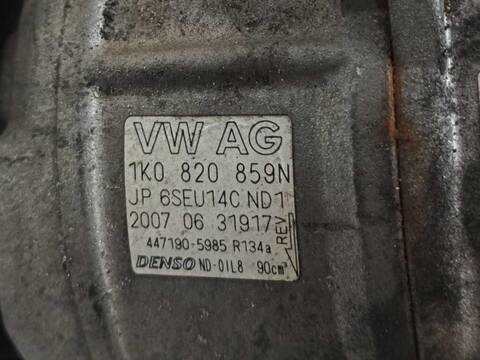 VW AG
1K0 820 859N
JP 6SEU14C ND1
2007 06 31917
REV
447190-5985 R134a
DENSO ND-OIL8 90cm³